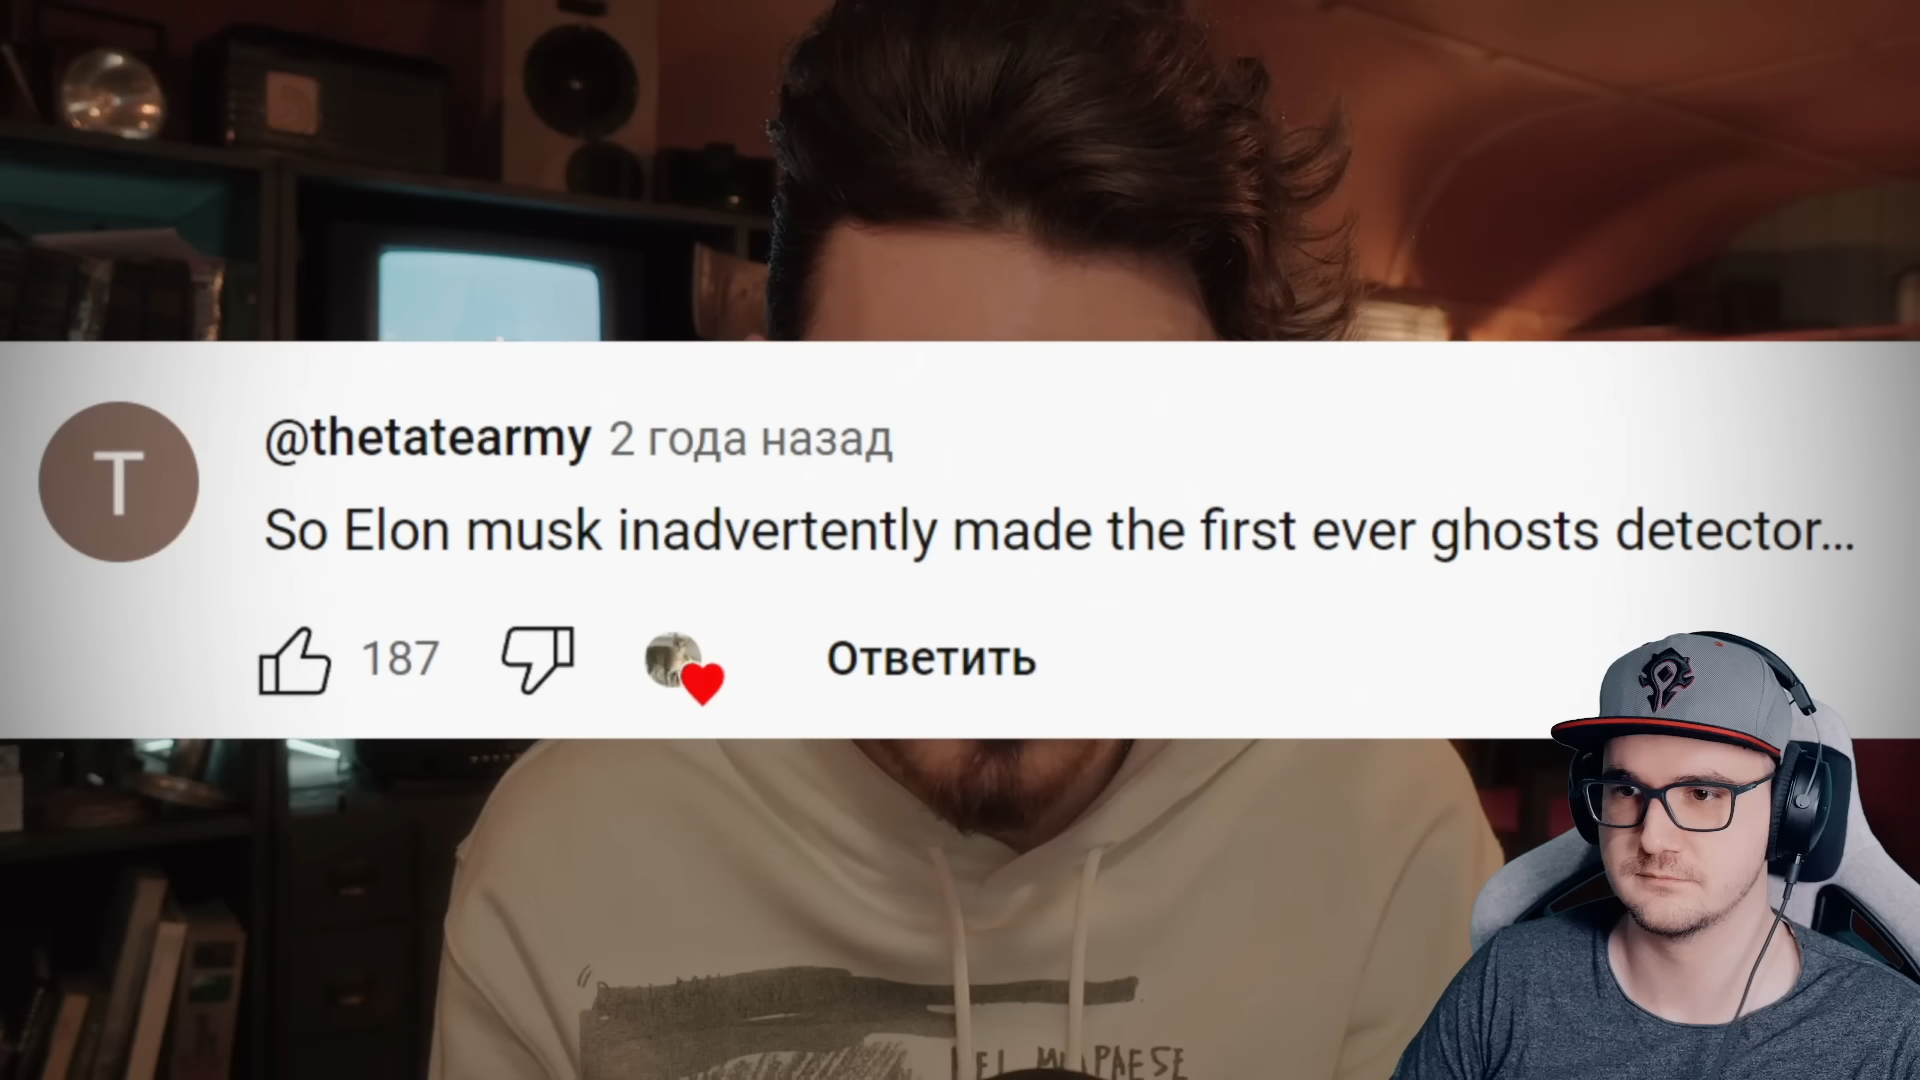 T
@thetatearmy 2 года назад
So Elon musk inadvertently made the first ever ghosts detector...
187
Ответить